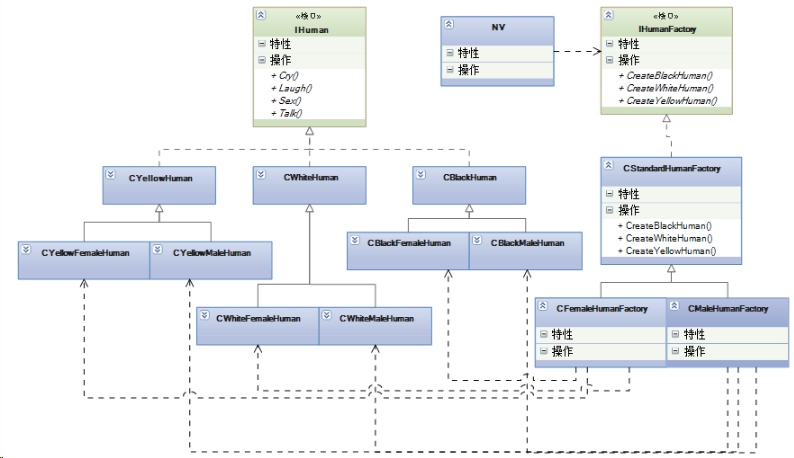 «接口»
IHuman
特性
操作
+ Cry()
+ Laugh()
+ Sex()
+ Talk()
NV
特性
操作
«接口»
IHumanFactory
特性
操作
+ CreateBlackHuman()
+ CreateWhiteHuman()
+ CreateYellowHuman()
CYellowHuman
CWhiteHuman
CBlackHuman
CStandardHumanFactory
特性
操作
+ CreateBlackHuman()
+ CreateWhiteHuman()
+ CreateYellowHuman()
CYellowFemaleHuman
CYellowMaleHuman
CBlackFemaleHuman
CBlackMaleHuman
CWhiteFemaleHuman
CWhiteMaleHuman
CFemaleHumanFactory
特性
操作
CMaleHumanFactory
特性
操作